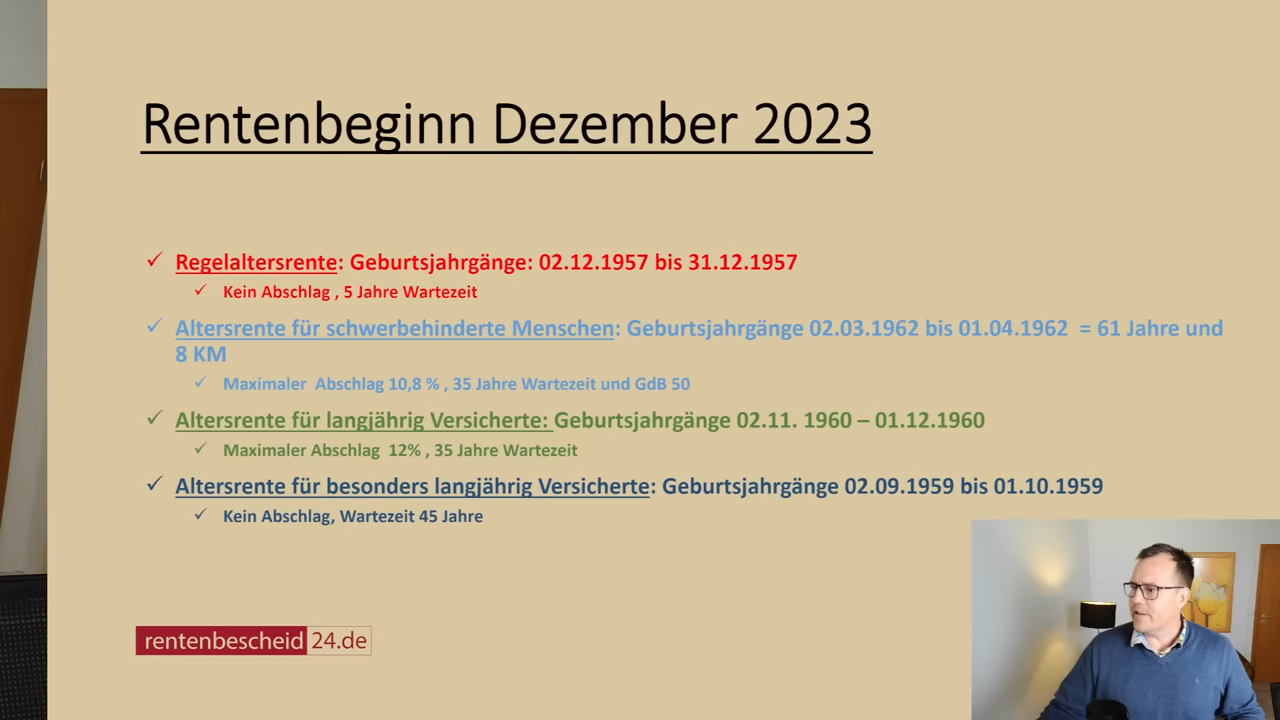 Rentenbeginn Dezember 2023
✓ Regelaltersrente: Geburtsjahrgänge: 02.12.1957 bis 31.12.1957
✓ Kein Abschlag , 5 Jahre Wartezeit
✓ Altersrente für schwerbehinderte Menschen: Geburtsjahrgänge 02.03.1962 bis 01.04.1962 = 61 Jahre und
8 KM
✓ Maximaler Abschlag 10,8 % , 35 Jahre Wartezeit und GdB 50
✓ Altersrente für langjährig Versicherte: Geburtsjahrgänge 02.11. 1960 – 01.12.1960
✓ Maximaler Abschlag 12% , 35 Jahre Wartezeit
✓ Altersrente für besonders langjährig Versicherte: Geburtsjahrgänge 02.09.1959 bis 01.10.1959
✓ Kein Abschlag, Wartezeit 45 Jahre
rentenbescheid 24.de